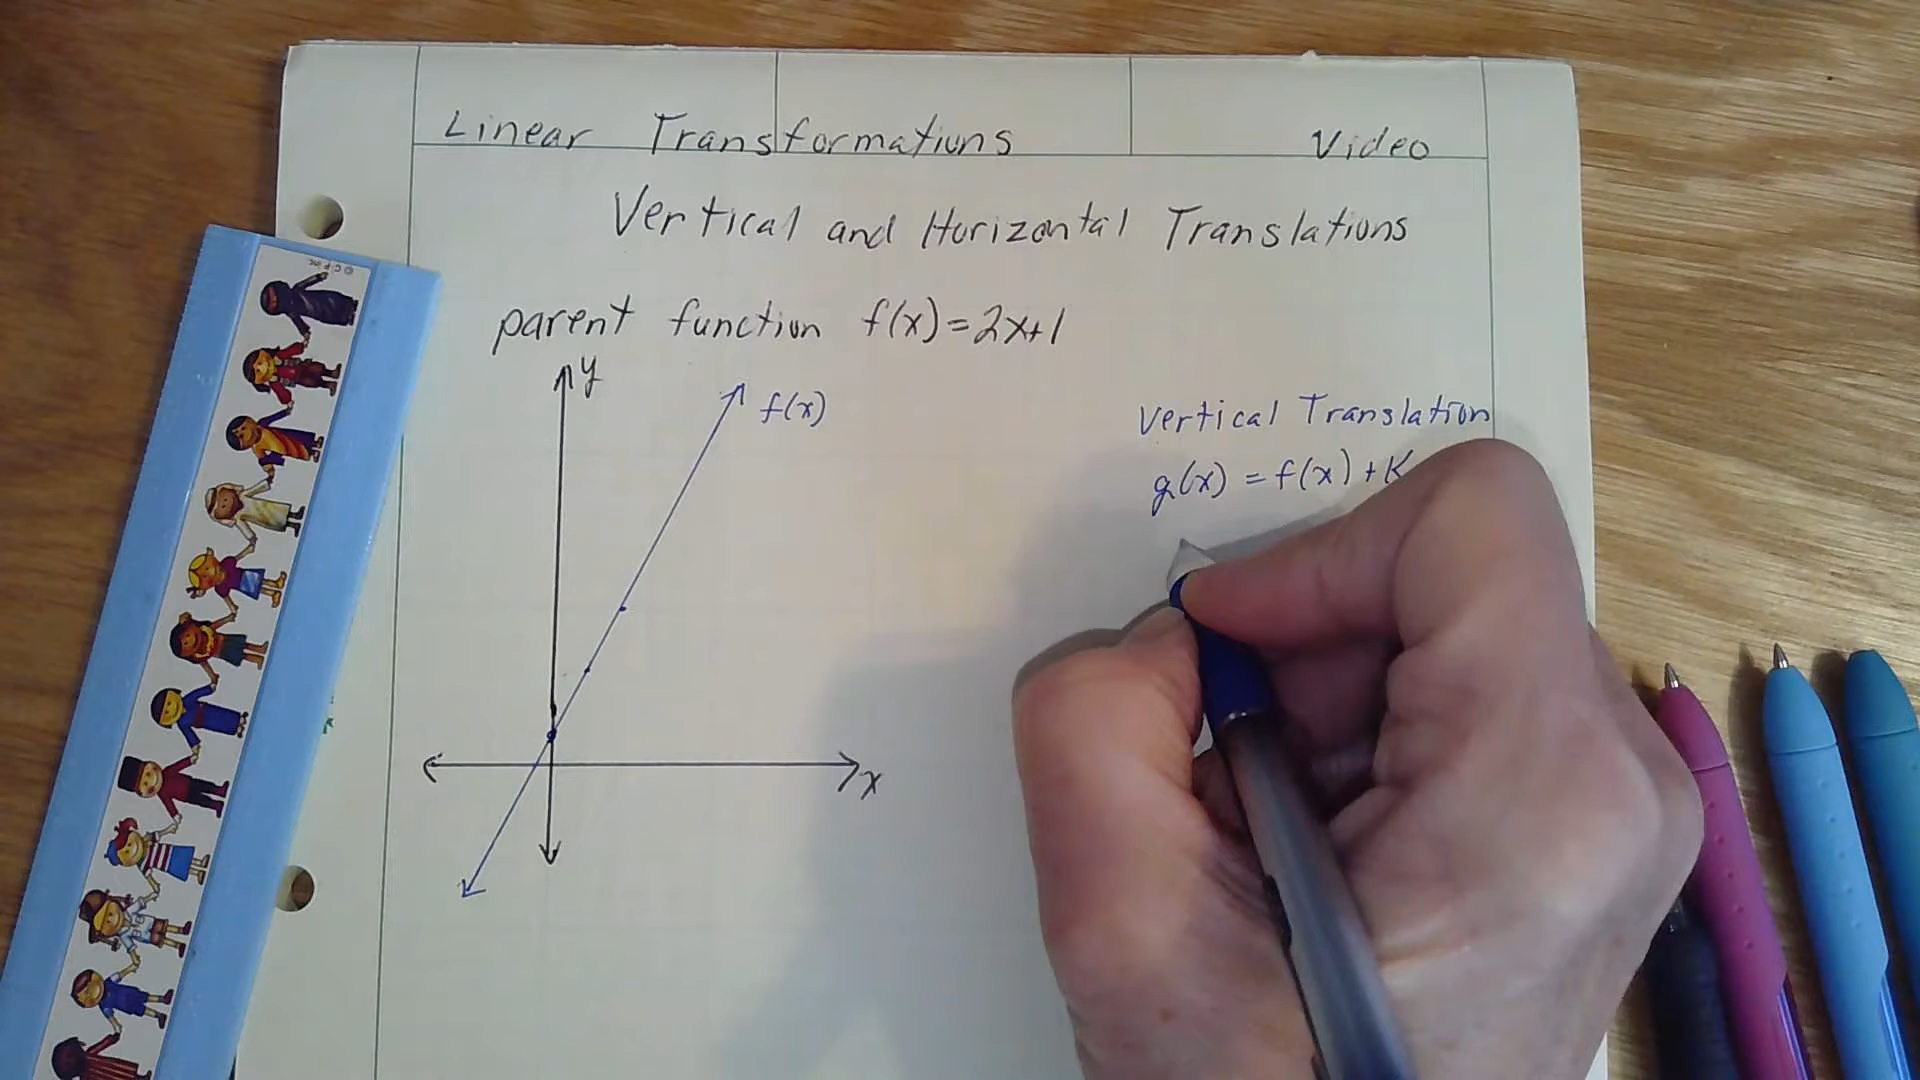 Linear Transformations Video
Vertical and Horizontal Translations
parent function f(x)=2x+1
y
f(x)
Vertical Translation
g(x) = f(x) + K
x